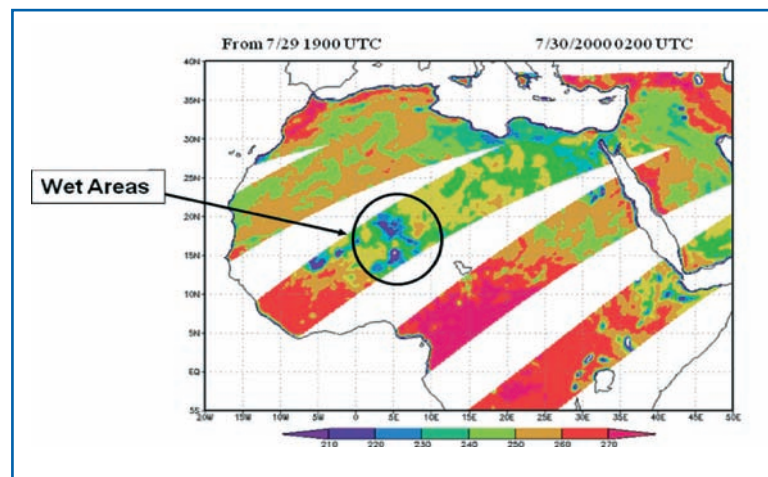 From 7/29 1900 UTC 7/30/2000 0200 UTC
40N
35N
30N
Wet Areas
25N
20N
15N
10N
5N
EQ
5S
20W 15W 10W 5W 0 5E 10E 15E 20E 25E 30E 35E 40E 45E 50E
210 220 230 240 250 260 270